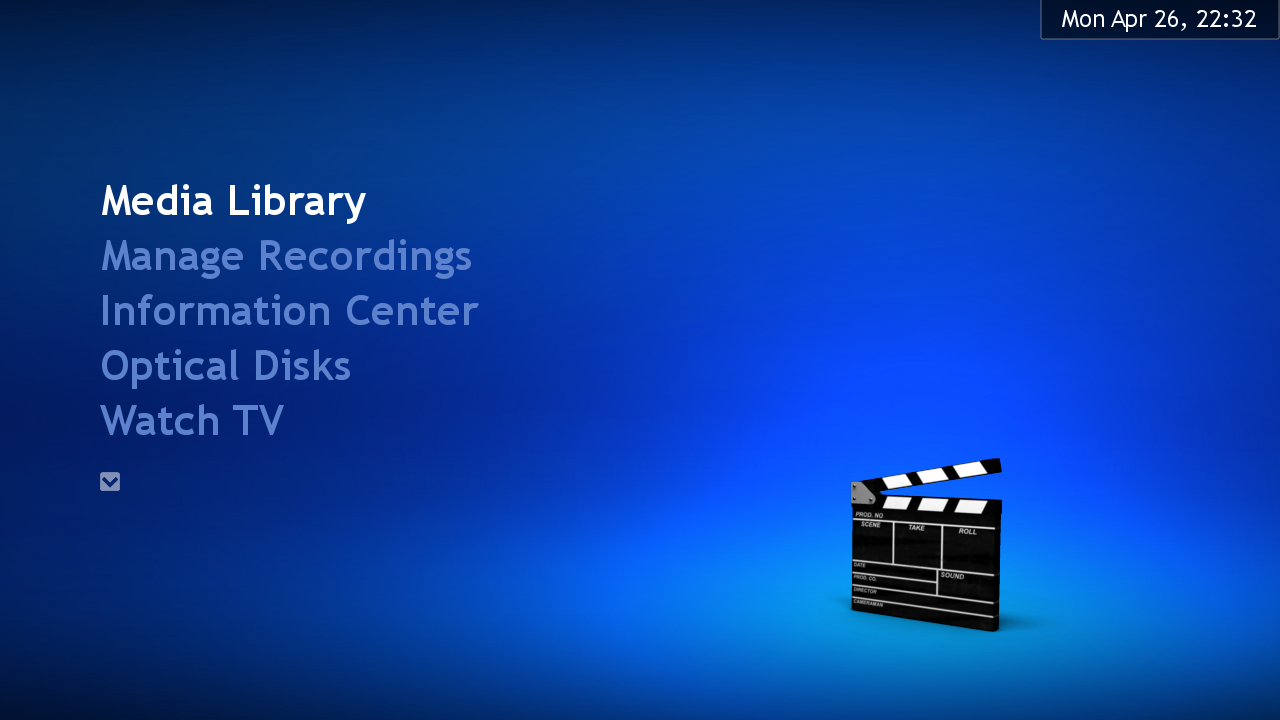 Mon Apr 26, 22:32
Media Library
Manage Recordings
Information Center
Optical Disks
Watch TV
PROD. NO
SCENE TAKE ROLL
DATE
SOUND
PROD. CO.
DIRECTOR
CAMERAMAN